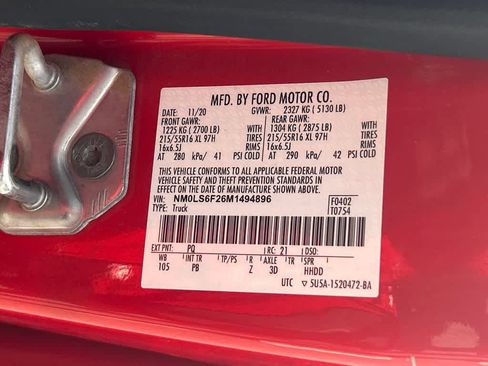 MFD. BY FORD MOTOR CO.
DATE: 11/20 GVWR: 2327 KG ( 5130 LB)
FRONT GAWR: REAR GAWR:
1225 KG ( 2700 LB) WITH 1304 KG ( 2875 LB) WITH
215/55R16 XL 97H TIRES 215/55R16 XL 97H TIRES
16x6.5J RIMS 16x6.5J RIMS
AT 280 kPa/ 41 PSI COLD AT 290 kPa/ 42 PSI COLD
THIS VEHICLE CONFORMS TO ALL APPLICABLE FEDERAL MOTOR
VEHICLE SAFETY AND THEFT PREVENTION STANDARDS IN
EFFECT ON THE DATE OF MANUFACTURE SHOWN ABOVE.
VIN: NM0LS6F26M1494896 F0402
TYPE: Truck T0754
EXT PNT: PQ RC: 21 DSO:
WB INT TR TP/PS R AXLE TR SPR
105 PB Z 3D HHDD
UTC ▽ 5U5A-1520472-BA